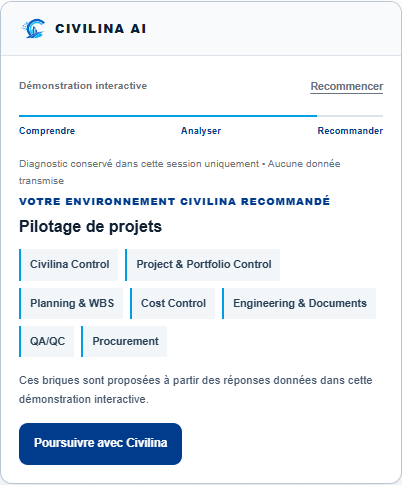 CIVILINA AI
Démonstration interactive Recommencer
Comprendre Analyser Recommander
Diagnostic conservé dans cette session uniquement • Aucune donnée
transmise
VOTRE ENVIRONNEMENT CIVILINA RECOMMANDÉ
Pilotage de projets
Civilina Control Project & Portfolio Control
Planning & WBS Cost Control Engineering & Documents
QA/QC Procurement
Ces briques sont proposées à partir des réponses données dans cette
démonstration interactive.
Poursuivre avec Civilina